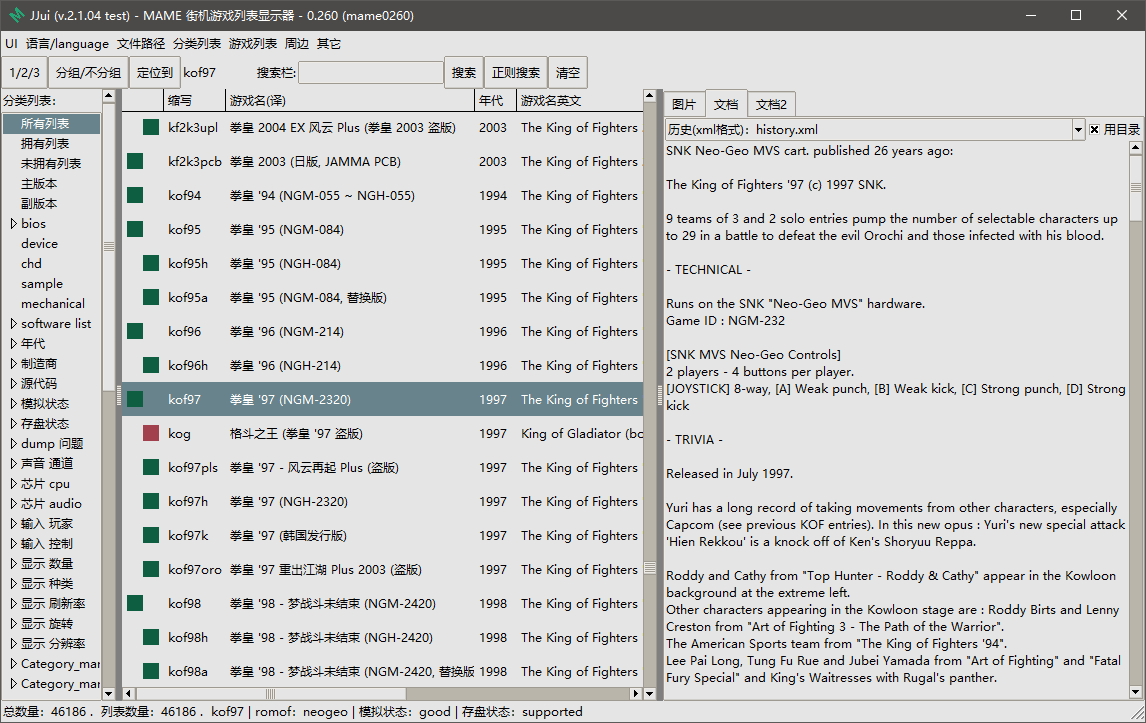 JJui (v.2.1.04 test) - MAME 街机游戏列表显示器 - 0.260 (mame0260)
UI 语言/language 文件路径 分类列表 游戏列表 周边 其它
1/2/3 分组/不分组 定位到 kof97 搜索栏: 搜索 正则搜索 清空
分类列表:
所有列表
拥有列表
未拥有列表
主版本
副版本
bios
device
chd
sample
mechanical
software list
年代
制造商
源代码
模拟状态
存盘状态
dump 问题
声音 通道
芯片 cpu
芯片 audio
输入 玩家
输入 控制
显示 数量
显示 种类
显示 刷新率
显示 旋转
显示 分辨率
Category_mar
Category_mar
缩写 游戏名(译) 年代 游戏名英文
kf2k3upl 拳皇 2004 EX 风云 Plus (拳皇 2003 盗版) 2003 The King of Fighters
kf2k3pcb 拳皇 2003 (日版, JAMMA PCB) 2003 The King of Fighters
kof94 拳皇 '94 (NGM-055 ~ NGH-055) 1994 The King of Fighters
kof95 拳皇 '95 (NGM-084) 1995 The King of Fighters
kof95h 拳皇 '95 (NGH-084) 1995 The King of Fighters
kof95a 拳皇 '95 (NGM-084, 替换版) 1995 The King of Fighters
kof96 拳皇 '96 (NGM-214) 1996 The King of Fighters
kof96h 拳皇 '96 (NGH-214) 1996 The King of Fighters
kof97 拳皇 '97 (NGM-2320) 1997 The King of Fighters
kog 格斗之王 (拳皇 '97 盗版) 1997 King of Gladiator (bo
kof97pls 拳皇 '97 - 风云再起 Plus (盗版) 1997 The King of Fighters
kof97h 拳皇 '97 (NGH-2320) 1997 The King of Fighters
kof97k 拳皇 '97 (韩国发行版) 1997 The King of Fighters
kof97oro 拳皇 '97 重出江湖 Plus 2003 (盗版) 1997 The King of Fighters
kof98 拳皇 '98 - 梦战斗未结束 (NGM-2420) 1998 The King of Fighters
kof98h 拳皇 '98 - 梦战斗未结束 (NGH-2420) 1998 The King of Fighters
kof98a 拳皇 '98 - 梦战斗未结束 (NGM-2420, 替换版 1998 The King of Fighters
图片 文档 文档2
历史(xml格式): history.xml 用目录
SNK Neo-Geo MVS cart. published 26 years ago:
The King of Fighters '97 (c) 1997 SNK.
9 teams of 3 and 2 solo entries pump the number of selectable characters up
to 29 in a battle to defeat the evil Orochi and those infected with his blood.
- TECHNICAL -
Runs on the SNK "Neo-Geo MVS" hardware.
Game ID : NGM-232
[SNK MVS Neo-Geo Controls]
2 players - 4 buttons per player.
[JOYSTICK] 8-way, [A] Weak punch, [B] Weak kick, [C] Strong punch, [D] Strong
kick
- TRIVIA -
Released in July 1997.
Yuri has a long record of taking movements from other characters, especially
Capcom (see previous KOF entries). In this new opus : Yuri's new special attack
'Hien Rekkou' is a knock off of Ken's Shoryuu Reppa.
Roddy and Cathy from "Top Hunter - Roddy & Cathy" appear in the Kowloon
background at the extreme left.
Other characters appearing in the Kowloon stage are : Roddy Birts and Lenny
Creston from "Art of Fighting 3 - The Path of the Warrior".
The American Sports team from "The King of Fighters '94".
Lee Pai Long, Tung Fu Rue and Jubei Yamada from "Art of Fighting" and "Fatal
Fury Special" and King's Waitresses with Rugal's panther.
总数量: 46186 . 列表数量: 46186 . kof97 | romof: neogeo | 模拟状态: good | 存盘状态: supported